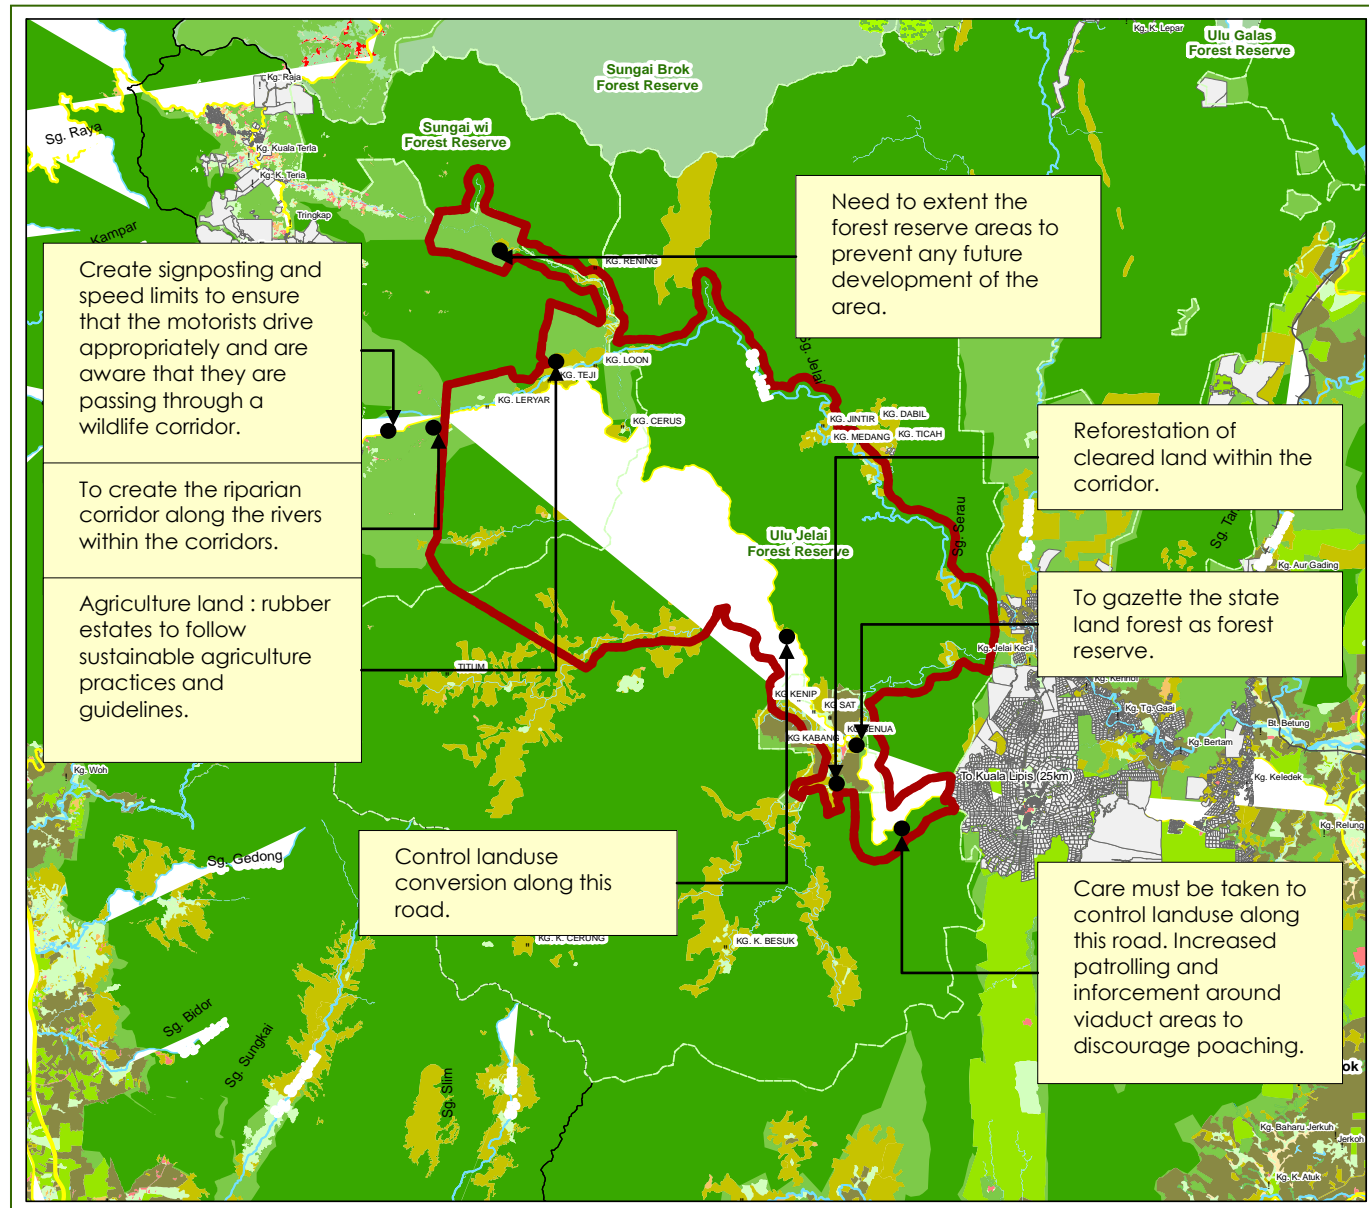 Ulu Galas
Forest Reserve
Kg. K. Lepar
Sungai Brok
Forest Reserve
Kg. Raja
Sg. Raya
Sungai wi
Forest Reserve
Kg. Kuala Terla
Kg. K. Terla
Tringkap
Kampar
Need to extent the
forest reserve areas to
prevent any future
development of the
area.
Create signposting and
speed limits to ensure
that the motorists drive
appropriately and are
aware that they are
passing through a
wildlife corridor.
To create the riparian
corridor along the rivers
within the corridors.
Agriculture land : rubber
estates to follow
sustainable agriculture
practices and
guidelines.
KG. RENING
KG. LOON
KG. TEJI
KG. LERYAR
KG. CERUS
Sg. Jelai
KG. JINTIR
KG. DABIL
KG. MEDANG
KG. TICAH
Reforestation of
cleared land within the
corridor.
Ulu Jelai
Forest Reserve
Sg. Serau
Kg. Aur Gading
To gazette the state
land forest as forest
reserve.
Kg. Jelai Kecil
TITUM
KG KENIP
KG SAT
KG KABANG
Kg. Tg. Gaai
Bt. Betung
Kg. Bertam
Kg. Keledek
To Kuala Lipis (25km)
Kg. Woh
Kg. Relung
Control landuse
conversion along this
road.
Sg. Gedong
Care must be taken to
control landuse along
this road. Increased
patrolling and
inforcement around
viaduct areas to
discourage poaching.
KG. K. CERUNG
KG. K. BESUK
Sg. Bidor
Sg. Sungkai
Sg. Slim
ok
Kg. Baharu Jerkuh
Jerkoh
Kg. K. Atuk